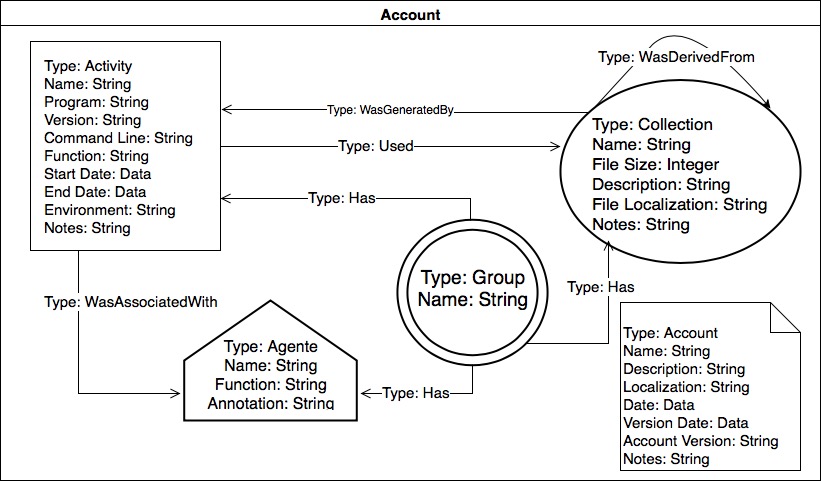 Account
Type: Activity
Name: String
Program: String
Version: String
Command Line: String
Function: String
Start Date: Data
End Date: Data
Environment: String
Notes: String
Type: WasDerivedFrom
Type: WasGeneratedBy
Type: Used
Type: Collection
Name: String
File Size: Integer
Description: String
File Localization: String
Notes: String
Type: Has
Type: Group
Name: String
Type: Has
Type: WasAssociatedWith
Type: Agente
Name: String
Function: String
Annotation: String
Type: Has
Type: Account
Name: String
Description: String
Localization: String
Date: Data
Version Date: Data
Account Version: String
Notes: String